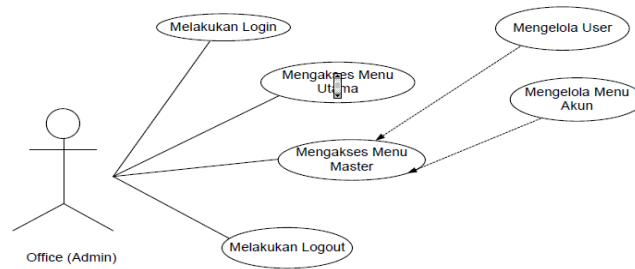 Melakukan Login
Mengelola User
Mengakses Menu
Utama
Mengelola Menu
Akun
Mengakses Menu
Master
Melakukan Logout
Office (Admin)